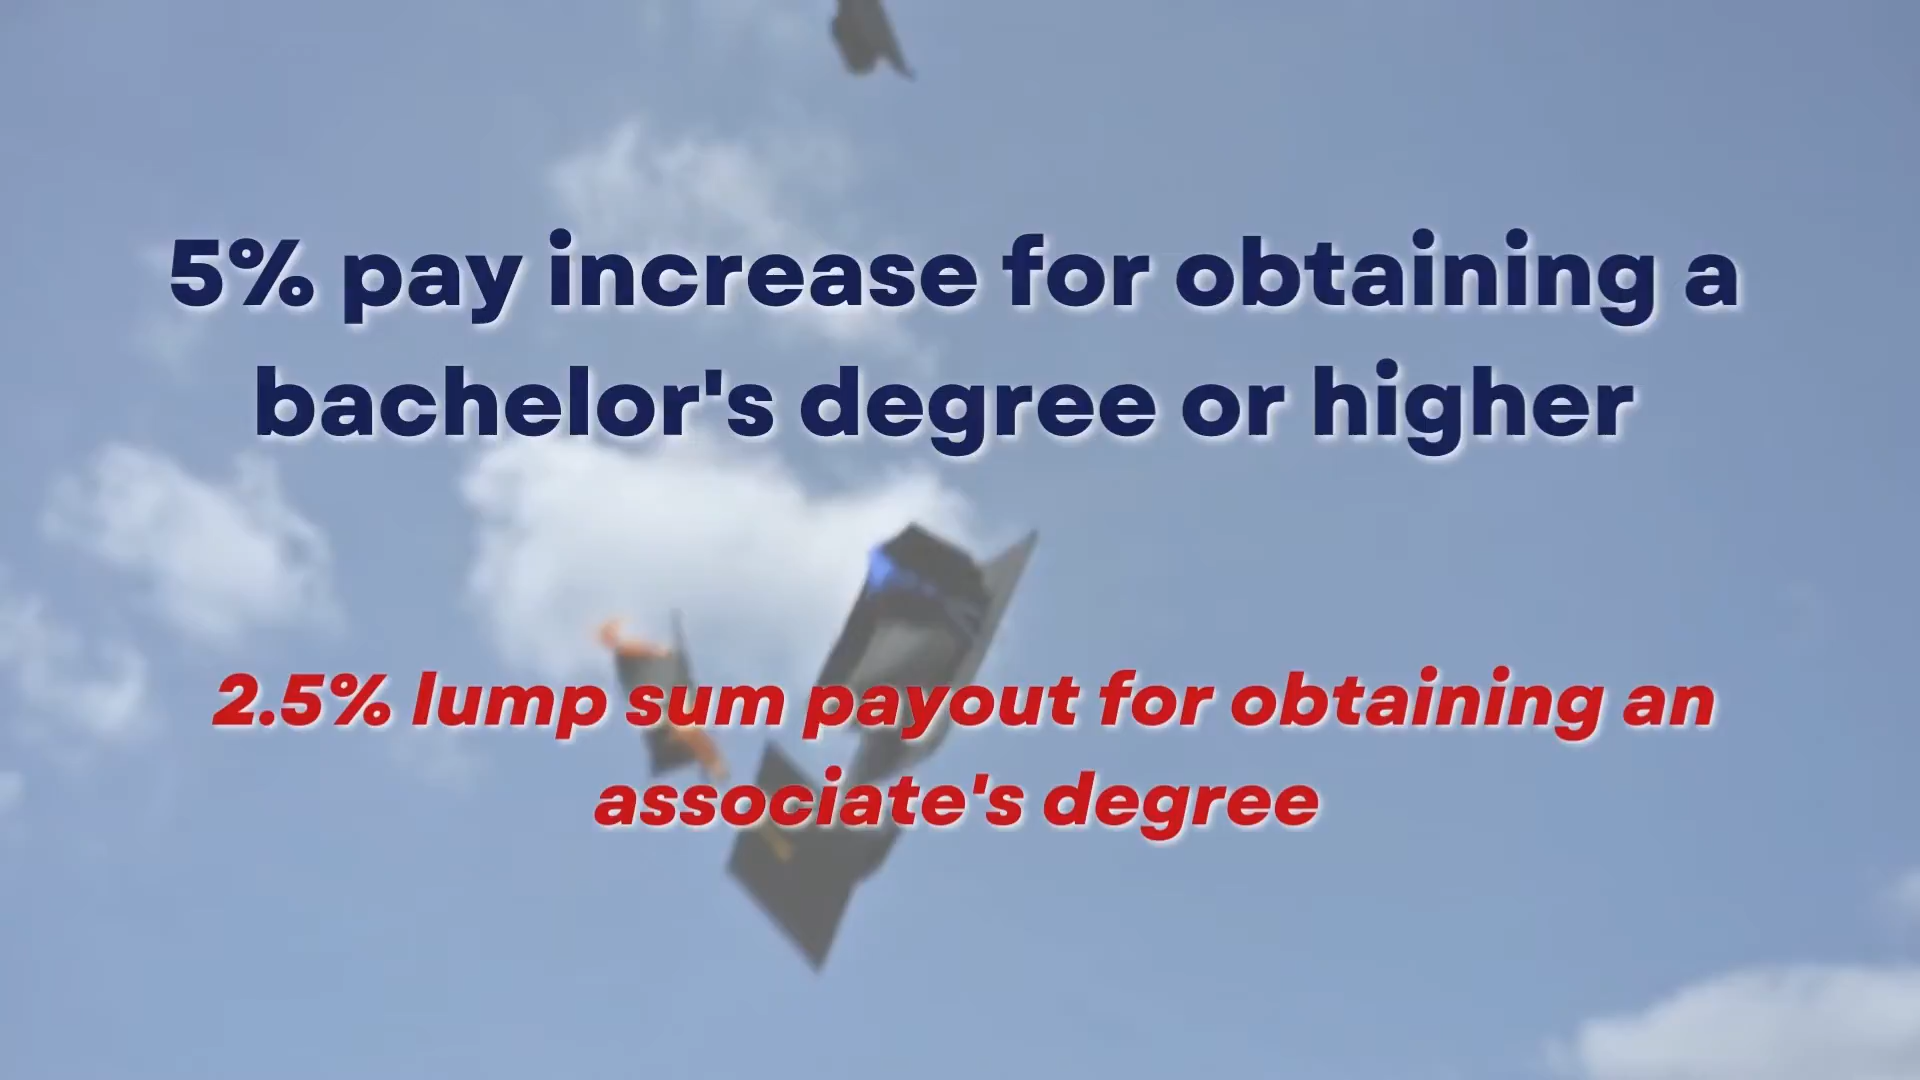 5% pay increase for obtaining a
bachelor's degree or higher
2.5% lump sum payout for obtaining an
associate's degree